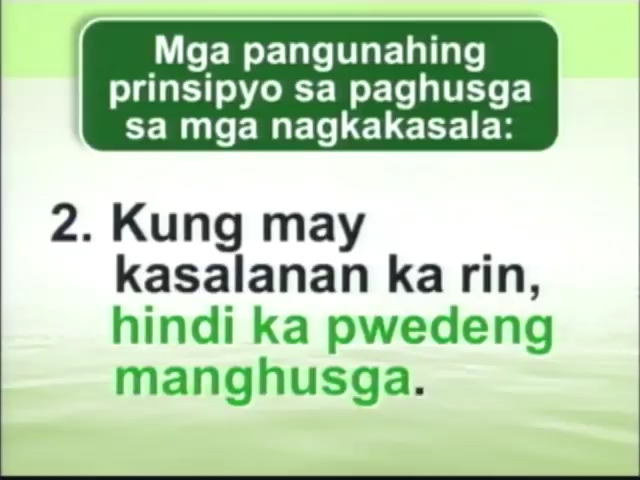 Mga pangunahing
prinsipyo sa paghusga
sa mga nagkakasala:
2. Kung may
kasalanan ka rin,
hindi ka pwedeng
manghusga.